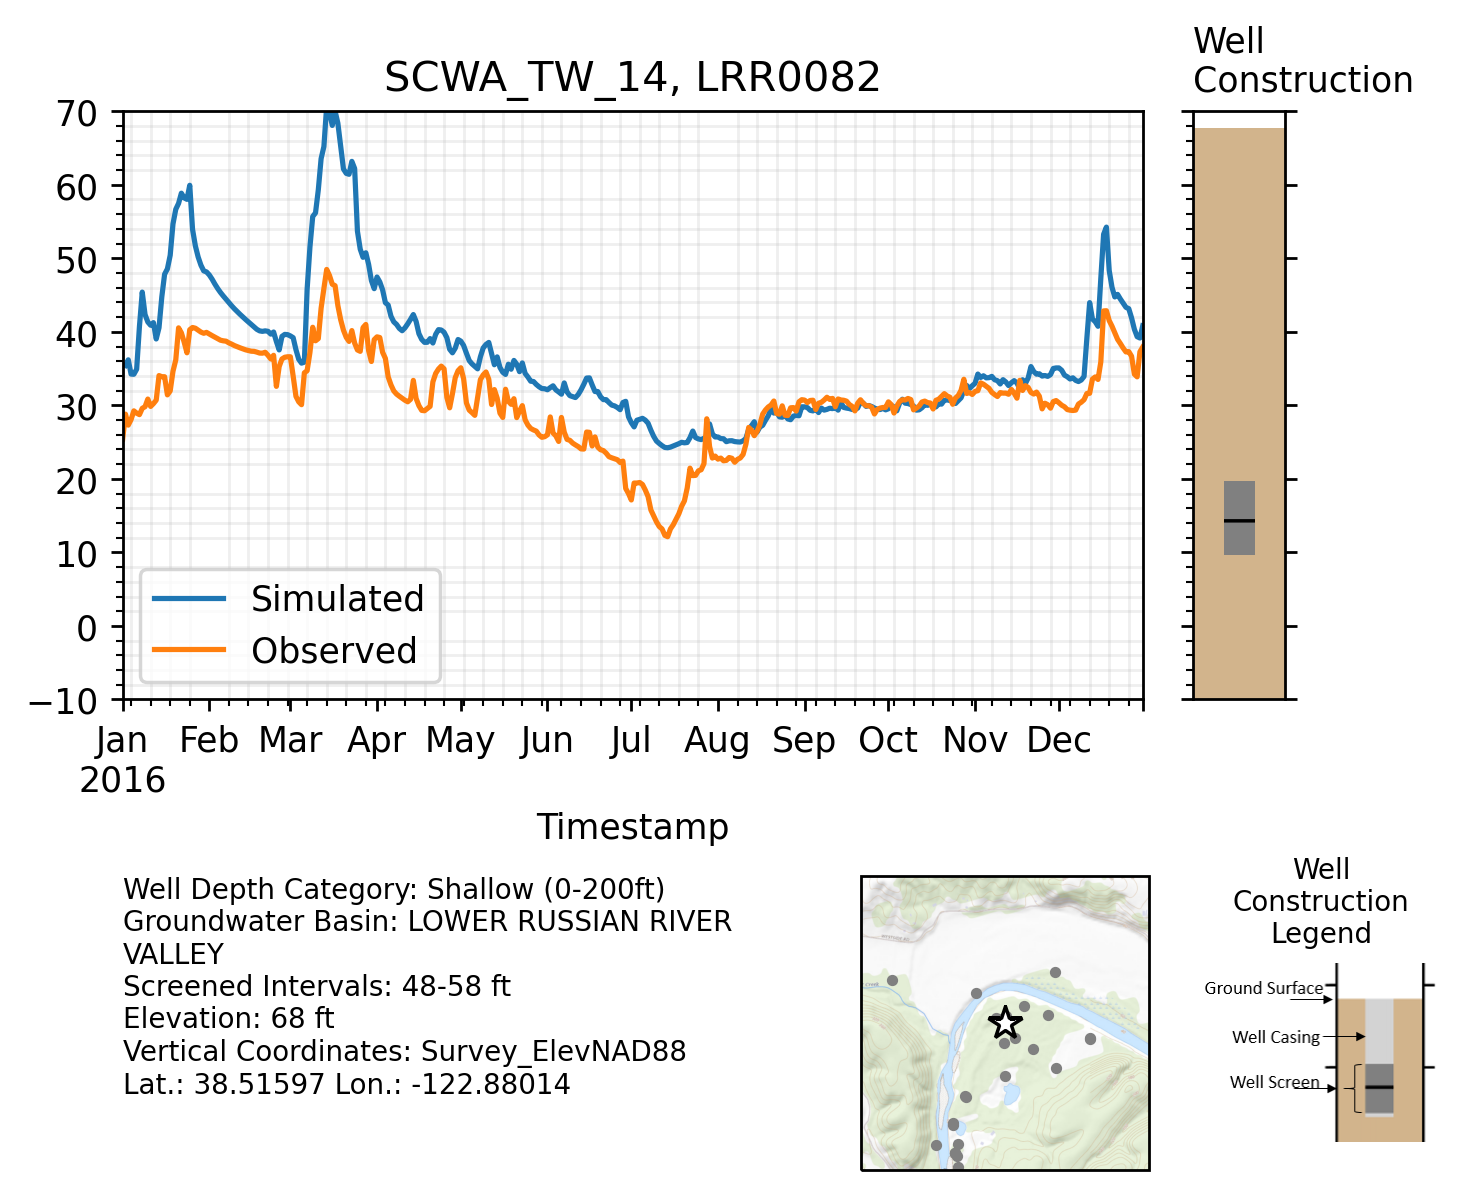 Well
Construction
SCWA_TW_14, LRR0082
70
60
50
40
30
20
10
0
−10
Simulated
Observed
Jan Feb Mar Apr May Jun Jul Aug Sep Oct Nov Dec
2016
Timestamp
Well Depth Category: Shallow (0-200ft)
Groundwater Basin: LOWER RUSSIAN RIVER
VALLEY
Screened Intervals: 48-58 ft
Elevation: 68 ft
Vertical Coordinates: Survey_ElevNAD88
Lat.: 38.51597 Lon.: -122.88014
Well
Construction
Legend
Ground Surface
Well Casing
Well Screen